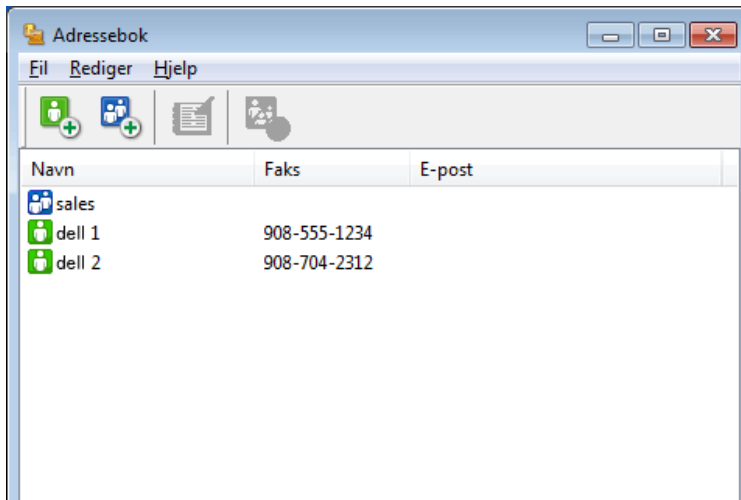 Adressebok
Fil Rediger Hjelp
Navn Faks E-post
sales
dell 1 908-555-1234
dell 2 908-704-2312